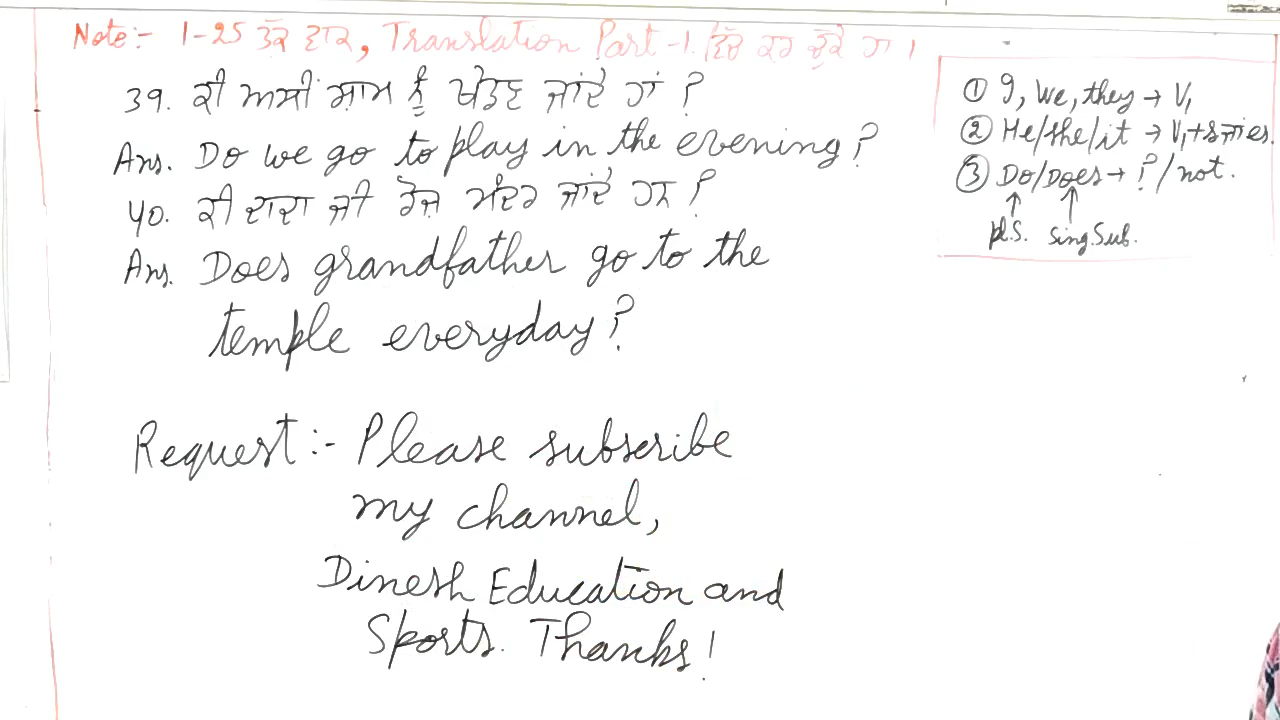 Note:- 1-25 ਤੱਕ ਵਾਕ, Translation Part-1 ਵਿੱਚ ਕਰ ਚੁੱਕੇ ਹਾਂ।
39. ਕੀ ਅਸੀਂ ਸ਼ਾਮ ਨੂੰ ਖੇਡਣ ਜਾਂਦੇ ਹਾਂ ?
Ans. Do we go to play in the evening?
40. ਕੀ ਦਾਦਾ ਜੀ ਰੋਜ਼ ਮੰਦਰ ਜਾਂਦੇ ਹਨ ?
Ans. Does grandfather go to the
temple everyday?
Request:- Please subscribe
my channel,
Dinesh Education and
Sports. Thanks!
① I, We, they → V₁
② He/she/it → V₁+s ਜਾਂ es.
③ Do/Does → ? / not.
↑ ↑
pl.S. Sing.Sub.